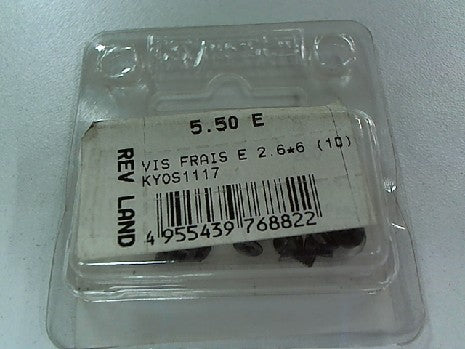 5.50 E
REV LAND
VIS FRAIS E 2.6*6 (10)
KYOS1117
4 955439 768822